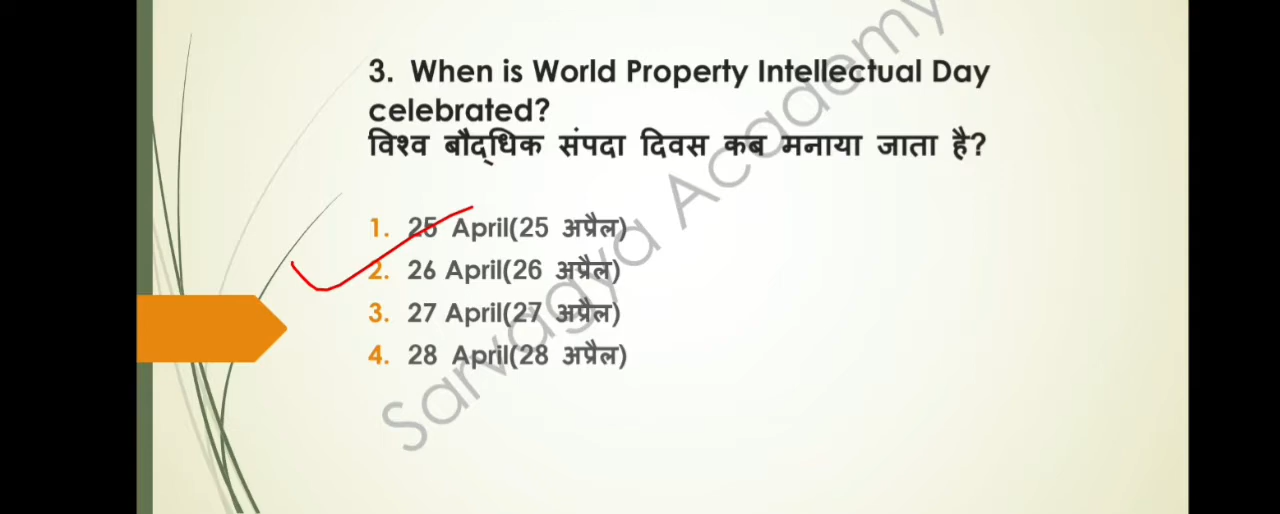 3. When is World Property Intellectual Day
celebrated?
विश्व बौद्धिक संपदा दिवस कब मनाया जाता है?
1. 25 April(25 अप्रैल)
2. 26 April(26 अप्रैल)
3. 27 April(27 अप्रैल)
4. 28 April(28 अप्रैल)
Sarvagya Academy